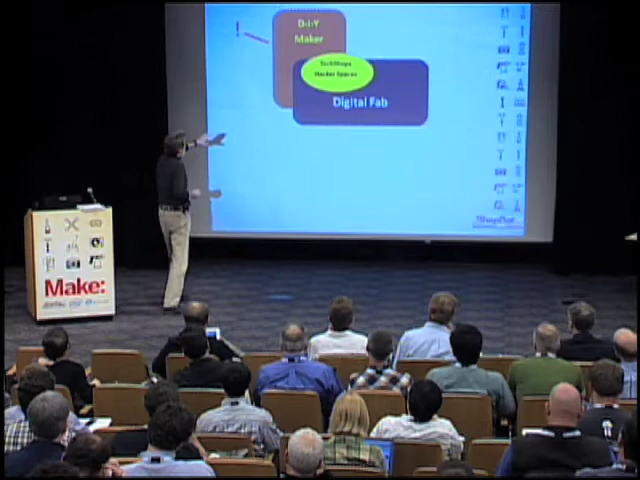 D-I-Y
Maker
TechShops
Hacker Spaces
Digital Fab
Make: